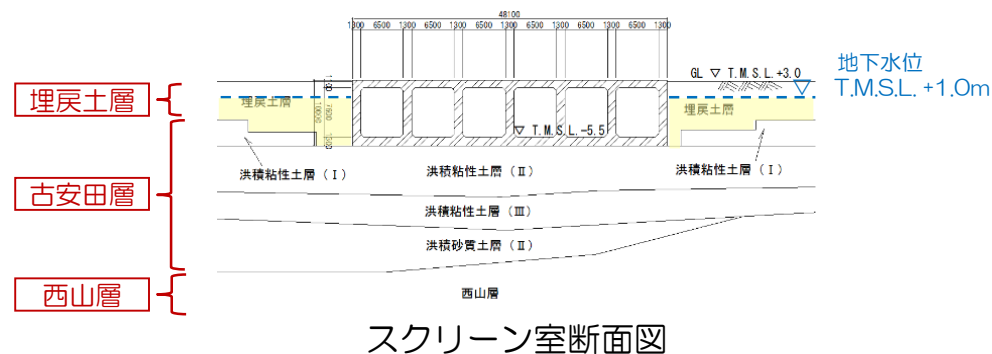 48100
1300 6500 1300 6500 1300 6500 1300 6500 1300 6500 1300 6500 1300
GL ▽ T.M.S.L.+3.0
地下水位
T.M.S.L. +1.0m
埋戻土層
埋戻土層
10000
7600
埋戻土層
▽ T.M.S.L.-5.5
洪積粘性土層(Ⅰ)
洪積粘性土層(Ⅱ)
洪積粘性土層(Ⅰ)
古安田層
洪積粘性土層(Ⅲ)
洪積砂質土層(Ⅱ)
西山層
西山層
スクリーン室断面図